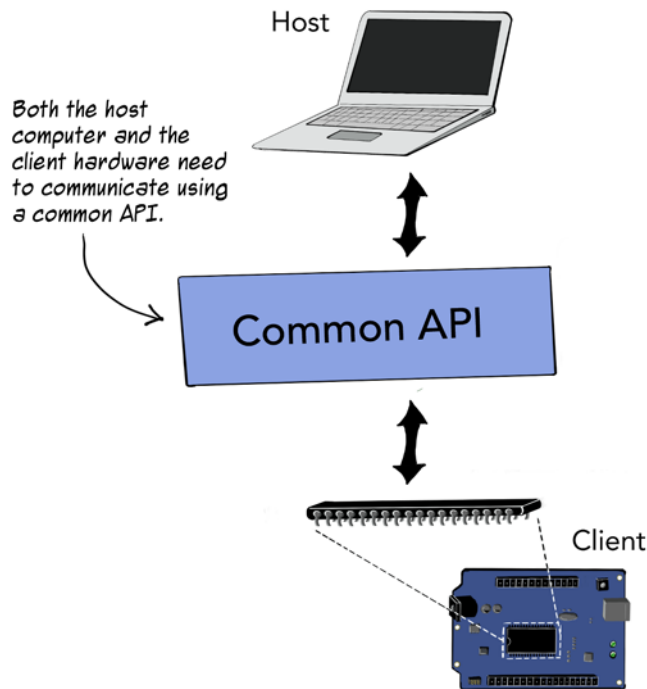 Host
Both the host
computer and the
client hardware need
to communicate using
a common API.
Common API
Client